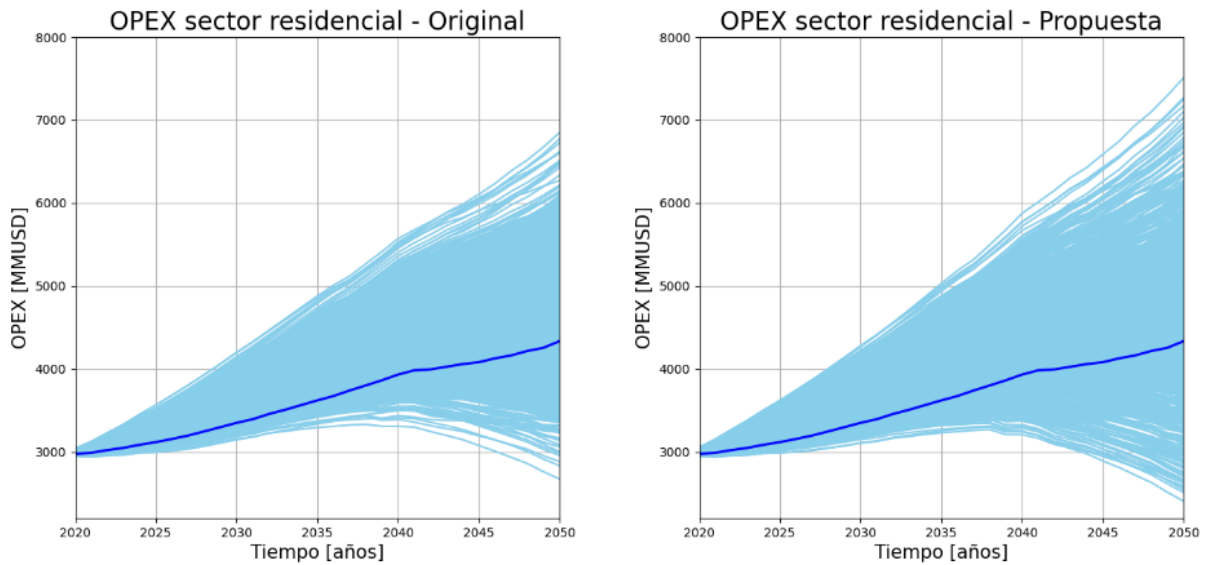 OPEX sector residencial - Original
8000
7000
6000
5000
4000
3000
OPEX [MMUSD]
2020 2025 2030 2035 2040 2045 2050
Tiempo [años]
OPEX sector residencial - Propuesta
8000
7000
6000
5000
4000
3000
OPEX [MMUSD]
2020 2025 2030 2035 2040 2045 2050
Tiempo [años]